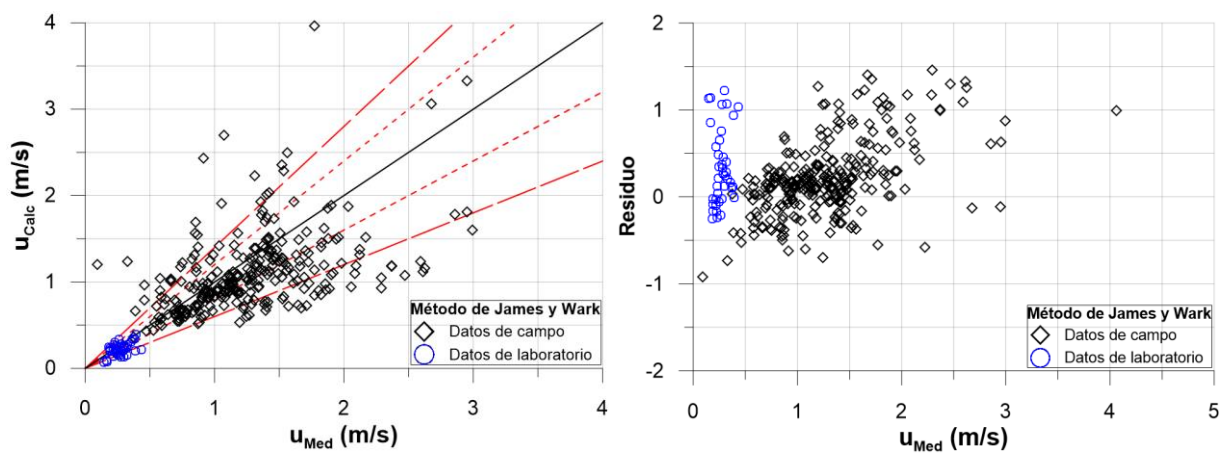 4
3
2
1
0
u_Calc (m/s)
0 1 2 3 4
u_Med (m/s)
Método de James y Wark
Datos de campo
Datos de laboratorio
2
1
0
-1
-2
Residuo
0 1 2 3 4 5
u_Med (m/s)
Método de James y Wark
Datos de campo
Datos de laboratorio